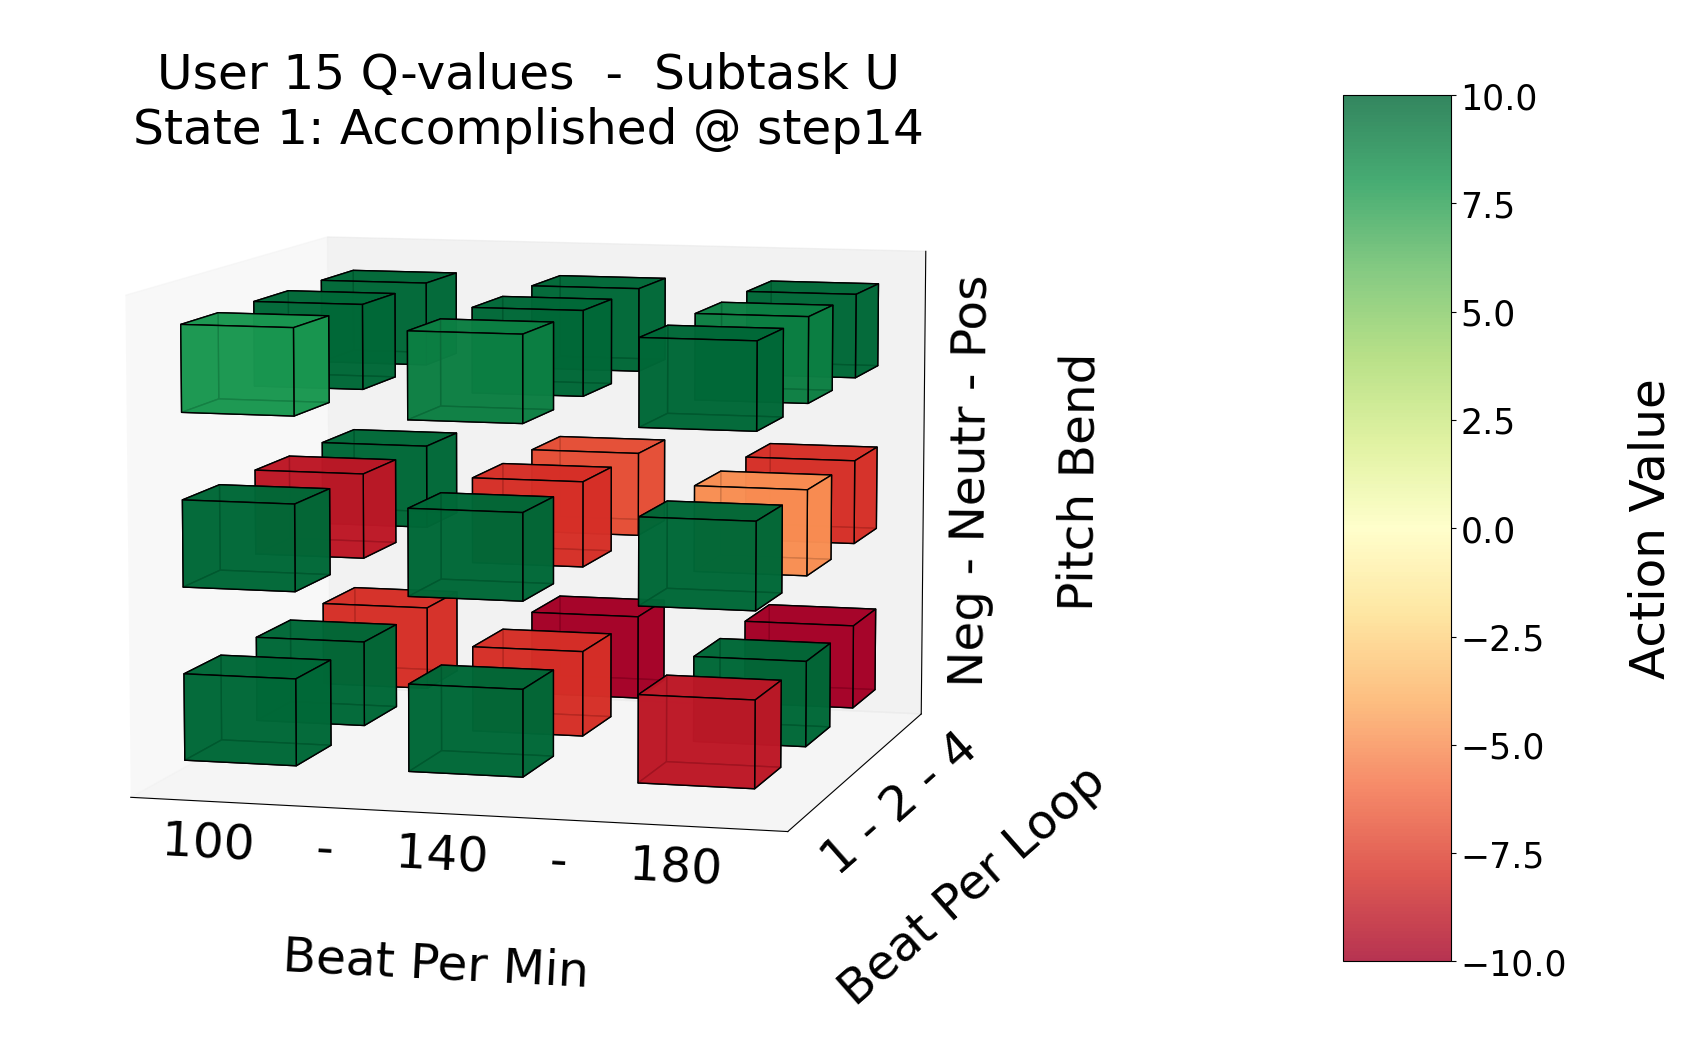 User 15 Q-values - Subtask U
State 1: Accomplished @ step14
10.0
7.5
5.0
2.5
0.0
−2.5
−5.0
−7.5
−10.0
Action Value
Neg - Neutr - Pos
Pitch Bend
1 - 2 - 4
Beat Per Loop
100 - 140 - 180
Beat Per Min